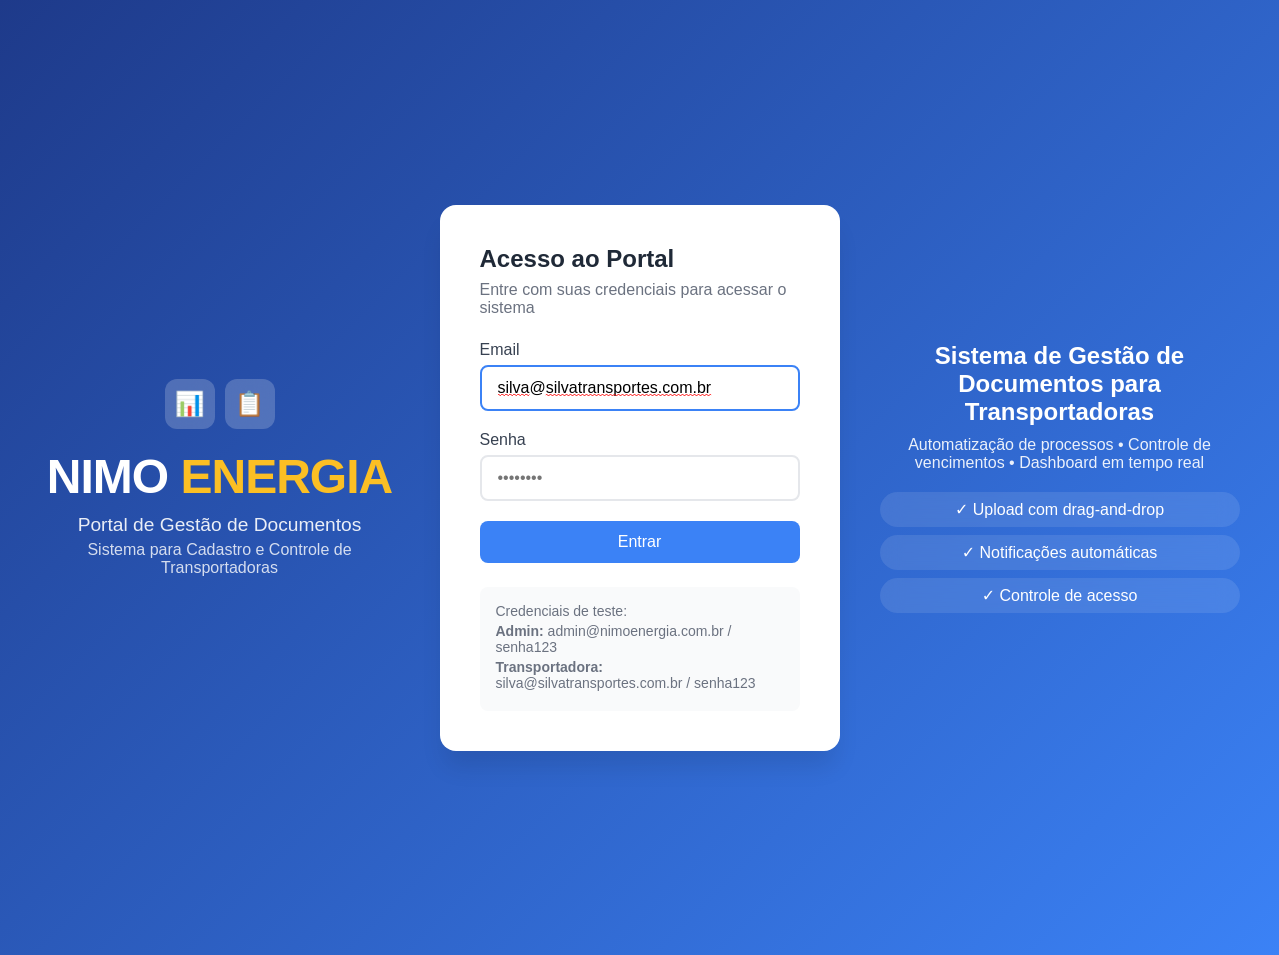 NIMO ENERGIA
Portal de Gestão de Documentos
Sistema para Cadastro e Controle de
Transportadoras
Acesso ao Portal
Entre com suas credenciais para acessar o
sistema
Email
silva@silvatransportes.com.br
Senha
••••••••
Entrar
Credenciais de teste:
Admin: admin@nimoenergia.com.br /
senha123
Transportadora:
silva@silvatransportes.com.br / senha123
Sistema de Gestão de
Documentos para
Transportadoras
Automatização de processos • Controle de
vencimentos • Dashboard em tempo real
✓ Upload com drag-and-drop
✓ Notificações automáticas
✓ Controle de acesso